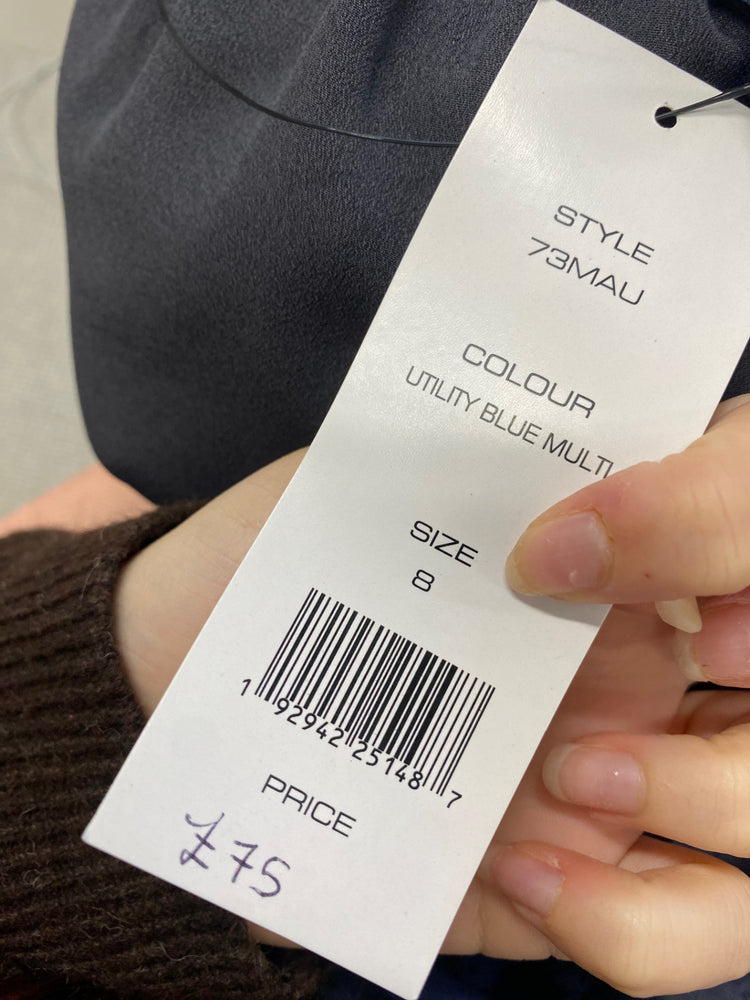 STYLE
73MAU
COLOUR
UTILITY BLUE MULTI
SIZE
8
1 92942 25148 7
PRICE
£75